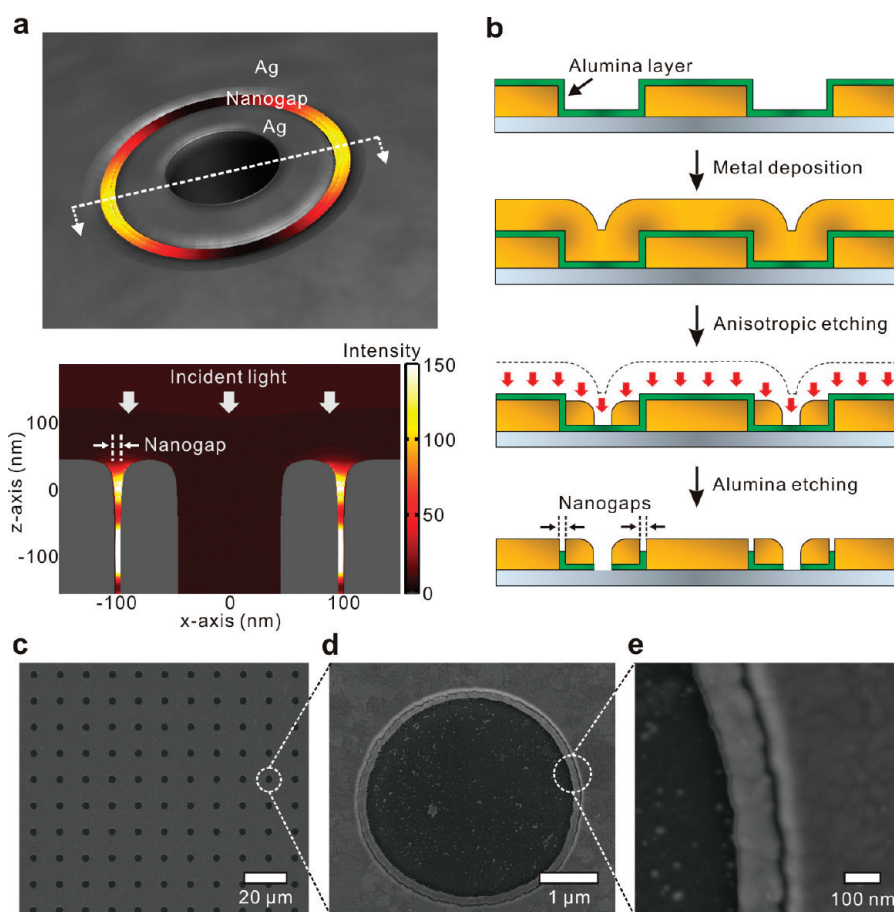 a
Ag
Nanogap
Ag
Intensity
150
100
50
0
Incident light
Nanogap
z-axis (nm)
100
0
-100
-100
0
100
x-axis (nm)
b
Alumina layer
Metal deposition
Anisotropic etching
Alumina etching
Nanogaps
c
20 µm
d
1 µm
e
100 nm